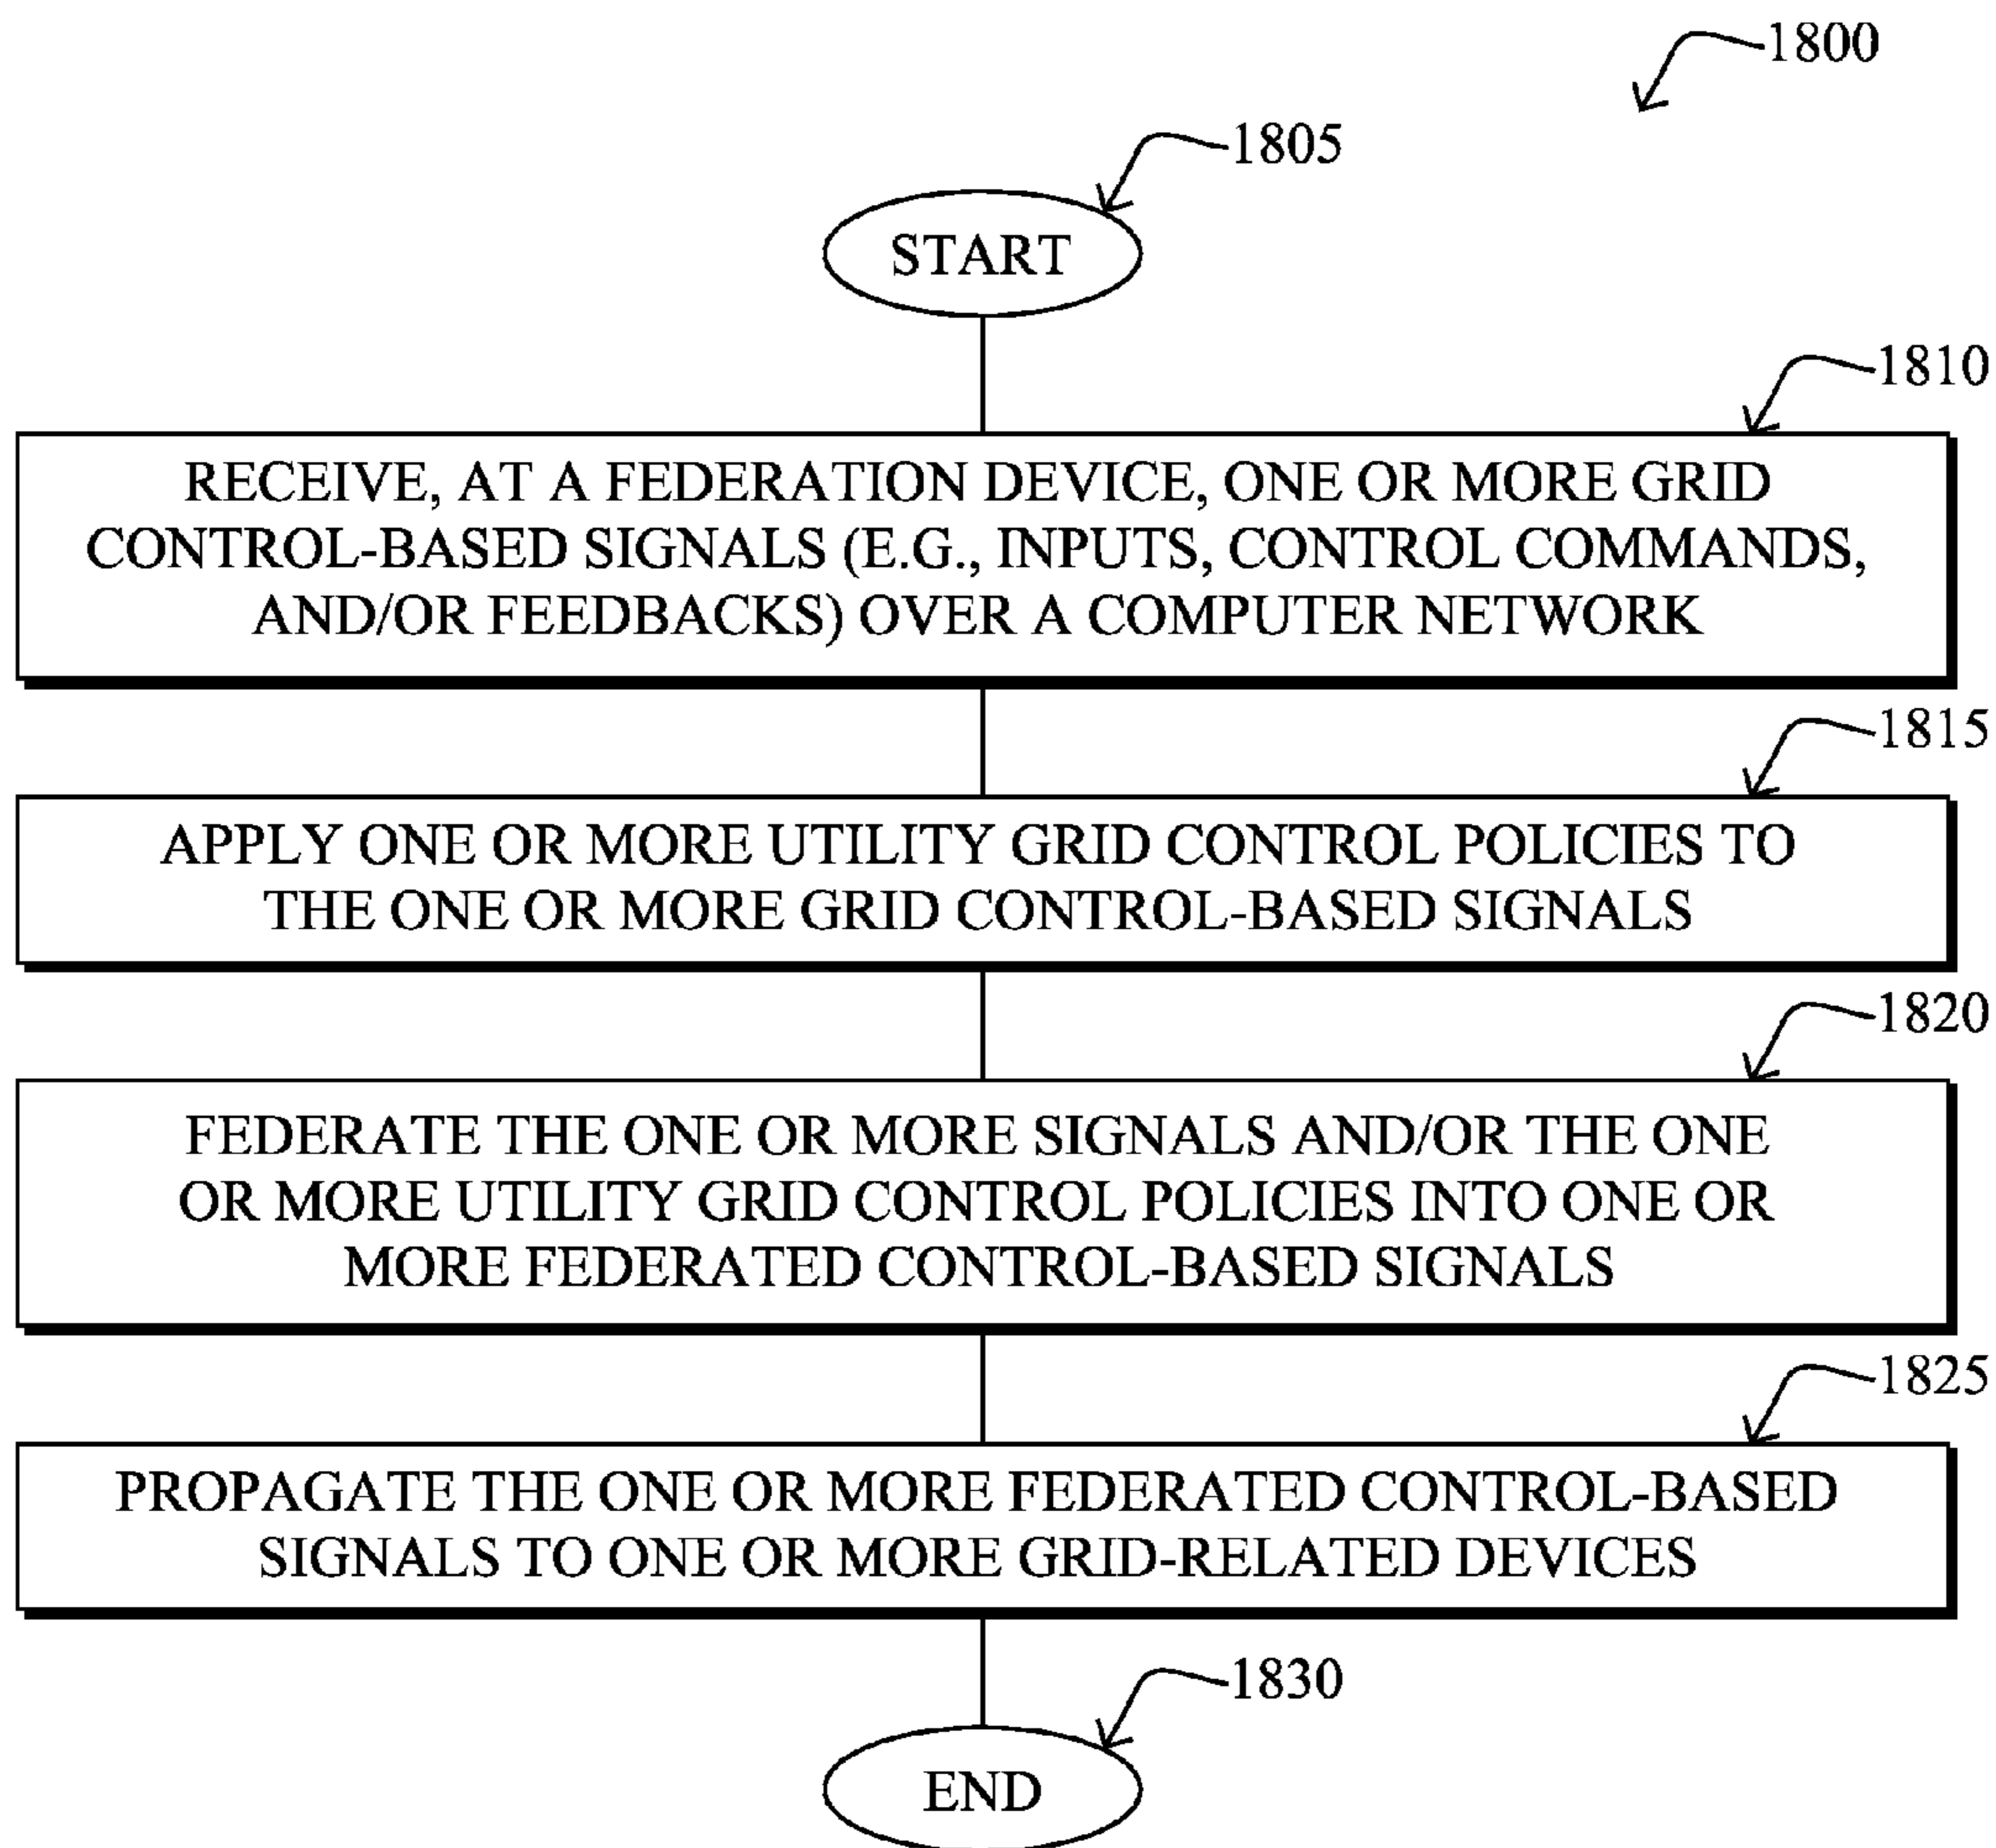 1800
1805
START
1810
RECEIVE, AT A FEDERATION DEVICE, ONE OR MORE GRID
CONTROL-BASED SIGNALS (E.G., INPUTS, CONTROL COMMANDS,
AND/OR FEEDBACKS) OVER A COMPUTER NETWORK
1815
APPLY ONE OR MORE UTILITY GRID CONTROL POLICIES TO
THE ONE OR MORE GRID CONTROL-BASED SIGNALS
1820
FEDERATE THE ONE OR MORE SIGNALS AND/OR THE ONE
OR MORE UTILITY GRID CONTROL POLICIES INTO ONE OR
MORE FEDERATED CONTROL-BASED SIGNALS
1825
PROPAGATE THE ONE OR MORE FEDERATED CONTROL-BASED
SIGNALS TO ONE OR MORE GRID-RELATED DEVICES
1830
END